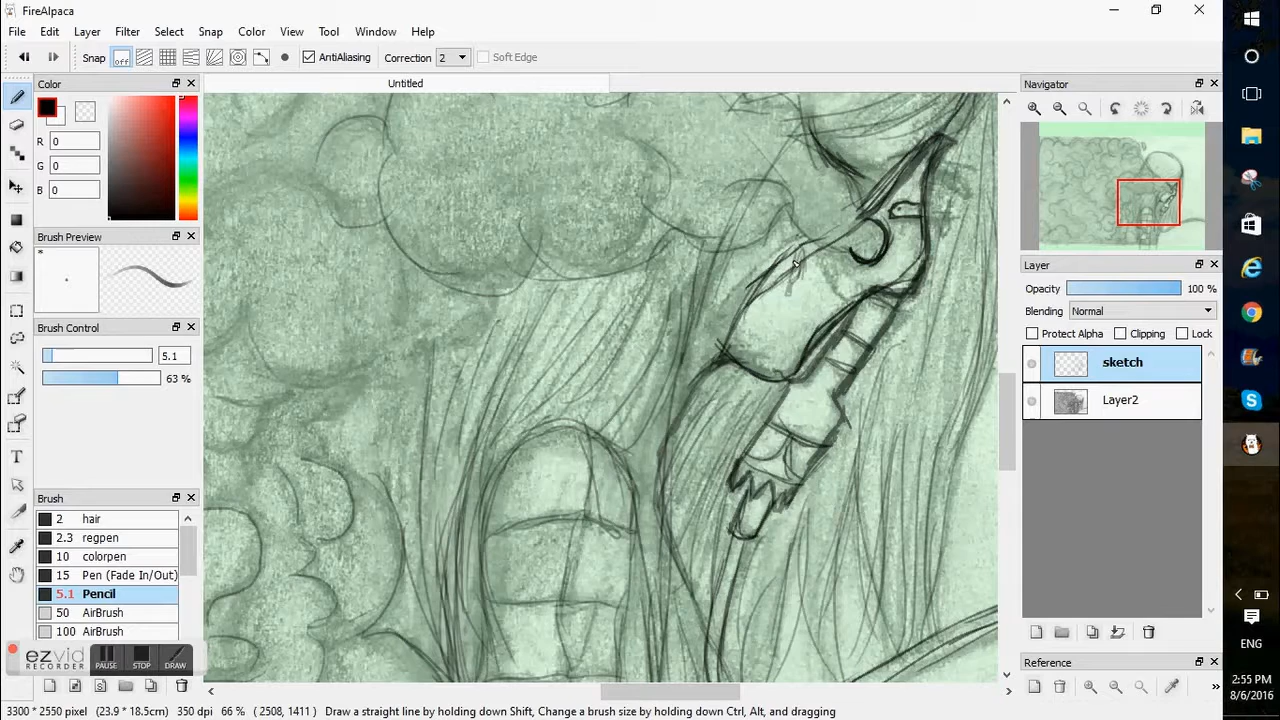 FireAlpaca
File Edit Layer Filter Select Snap Color View Tool Window Help
Snap off AntiAliasing Correction 2 Soft Edge
Color
Untitled
Navigator
R 0
G 0
B 0
Brush Preview
*
Brush Control
5.1
63 %
Layer
Opacity 100 %
Blending Normal
Protect Alpha Clipping Lock
sketch
Layer2
Brush
2 hair
2.3 regpen
10 colorpen
15 Pen (Fade In/Out)
5.1 Pencil
50 AirBrush
100 AirBrush
ezvid
RECORDER
PAUSE STOP DRAW
Reference
»
ENG
2:55 PM
8/6/2016
3300 * 2550 pixel (23.9 * 18.5cm) 350 dpi 66 % ( 2508, 1411 ) Draw a straight line by holding down Shift, Change a brush size by holding down Ctrl, Alt, and dragging